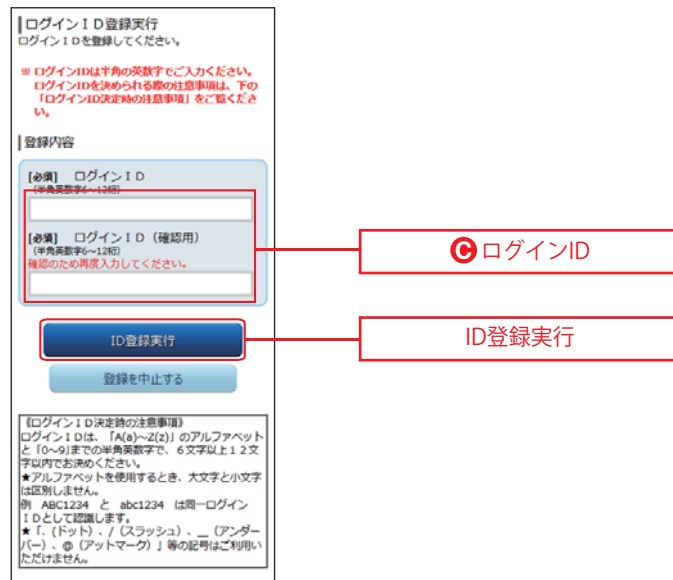 ログインＩＤ登録実行
ログインＩＤを登録してください。
※ ログインIDは半角の英数字でご入力ください。
ログインIDを決められる際の注意事項は、下の
「ログインID決定時の注意事項」をご覧くださ
い。
登録内容
[必須] ログインＩＤ
(半角英数字6～12桁)
[必須] ログインＩＤ（確認用）
(半角英数字6～12桁)
確認のため再度入力してください。
Ⓒログイン​ID
ID登録実行
ID登録実行
登録を中止する
《ログインＩＤ決定時の注意事項》
ログインＩＤは、「A(a)～Z(z)」のアルファベット
と「0～9」までの半角英数字で、６文字以上１２文
字以内でお決めください。
★アルファベットを使用するとき、大文字と小文字
は区別しません。
例 ABC1234 と abc1234 は同一ログイン
ＩＤとして認識します。
★「．（ドット）、/（スラッシュ）、＿（アンダー
バー）、@（アットマーク）」等の記号はご利用い
ただけません。